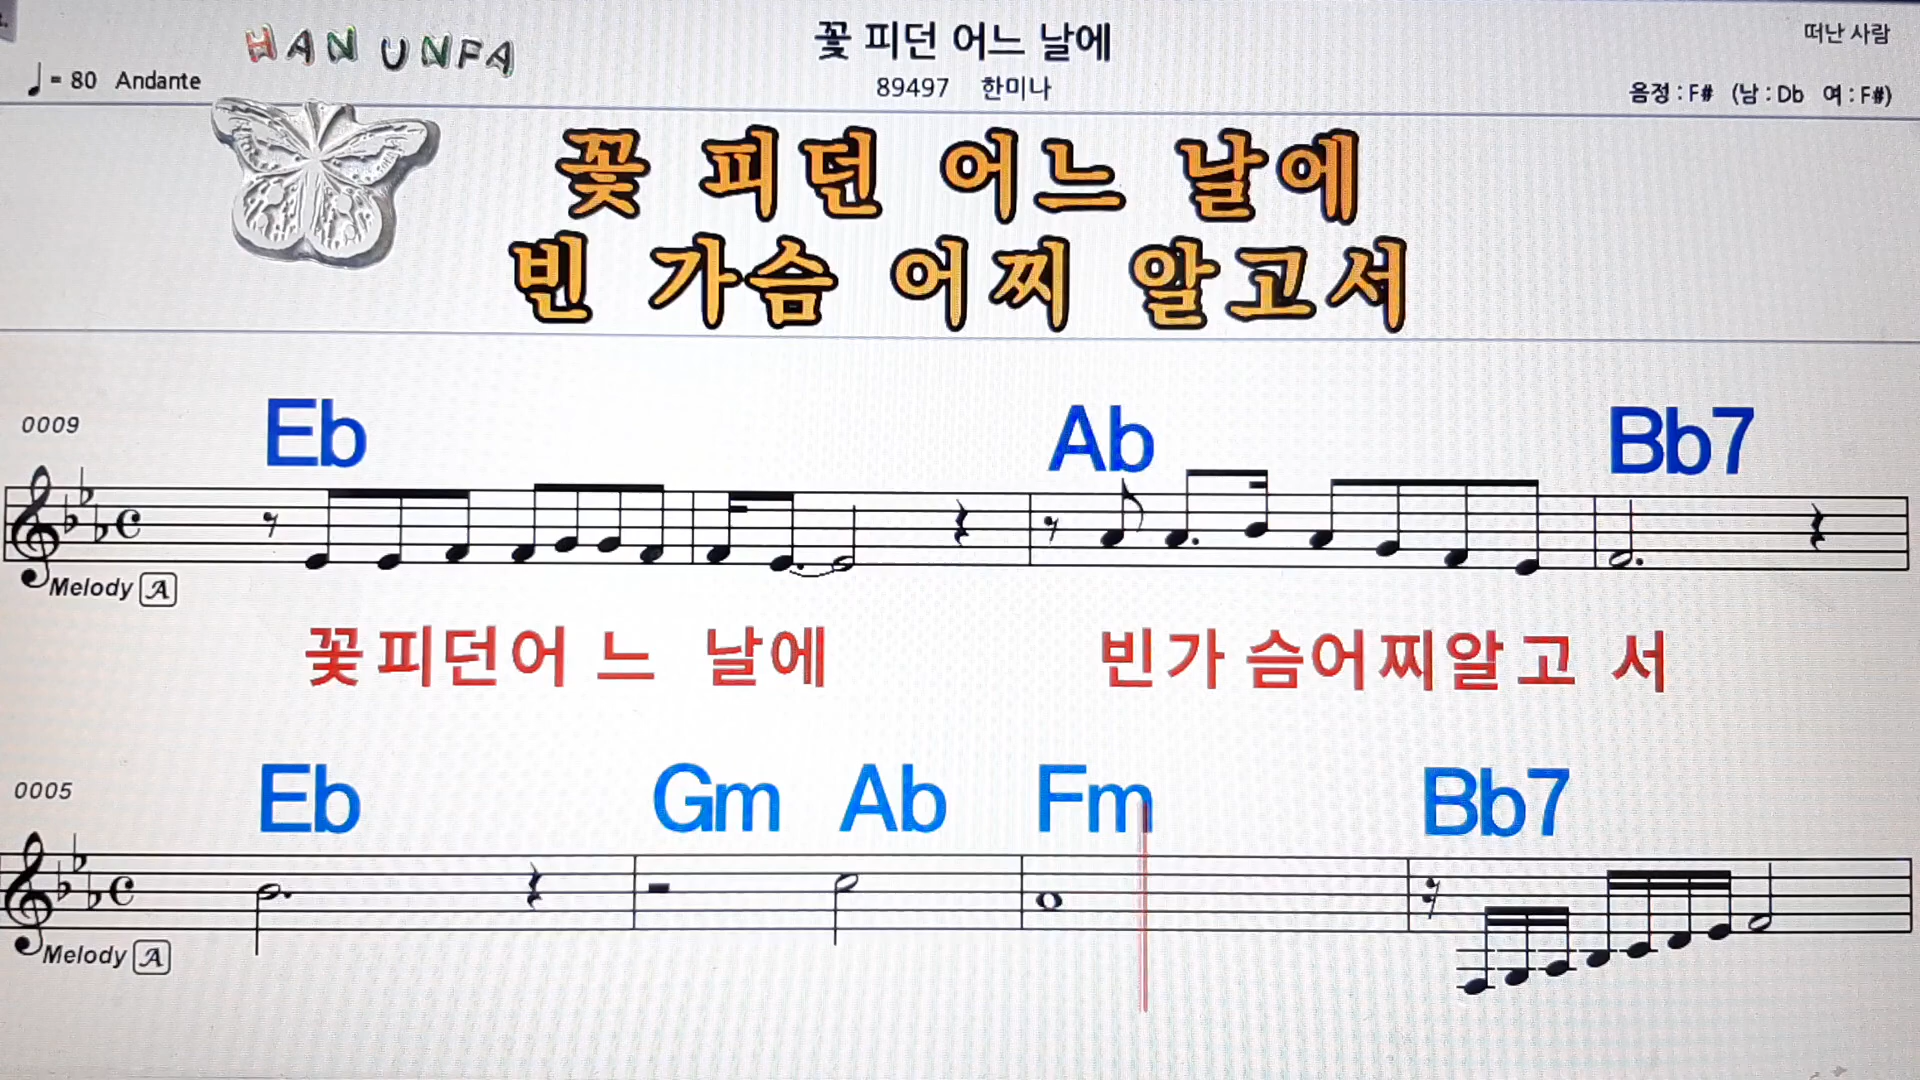 HAN UNFA
꽃 피던 어느 날에
떠난 사람
♩= 80 Andante
89497 한미나
음정 : F# (남 : Db 여 : F#)
꽃 피던 어느 날에
빈 가슴 어찌 알고서
0009
Eb Ab Bb7
Melody A
꽃피던어 느 날에 빈가 슴어찌알고 서
0005
Eb Gm Ab Fm Bb7
Melody A